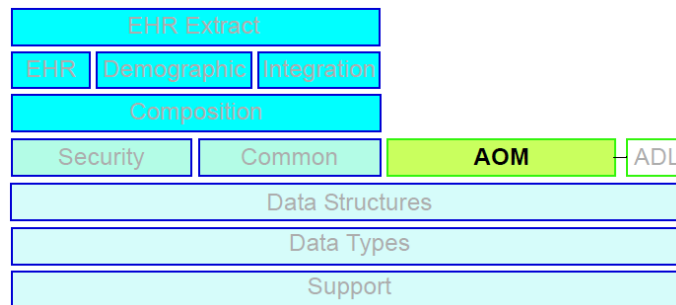 EHR Extract
EHR Demographic Integration
Composition
Security Common AOM ADL
Data Structures
Data Types
Support